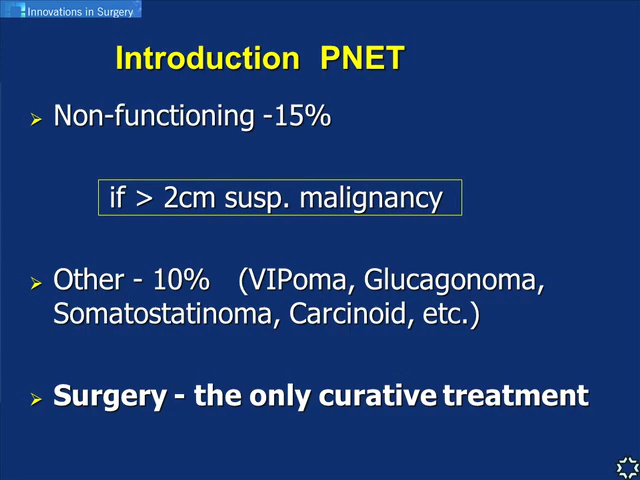 Innovations in Surgery
Introduction PNET
Non-functioning -15%
if > 2cm susp. malignancy
Other - 10% (VIPoma, Glucagonoma,
Somatostatinoma, Carcinoid, etc.)
Surgery - the only curative treatment